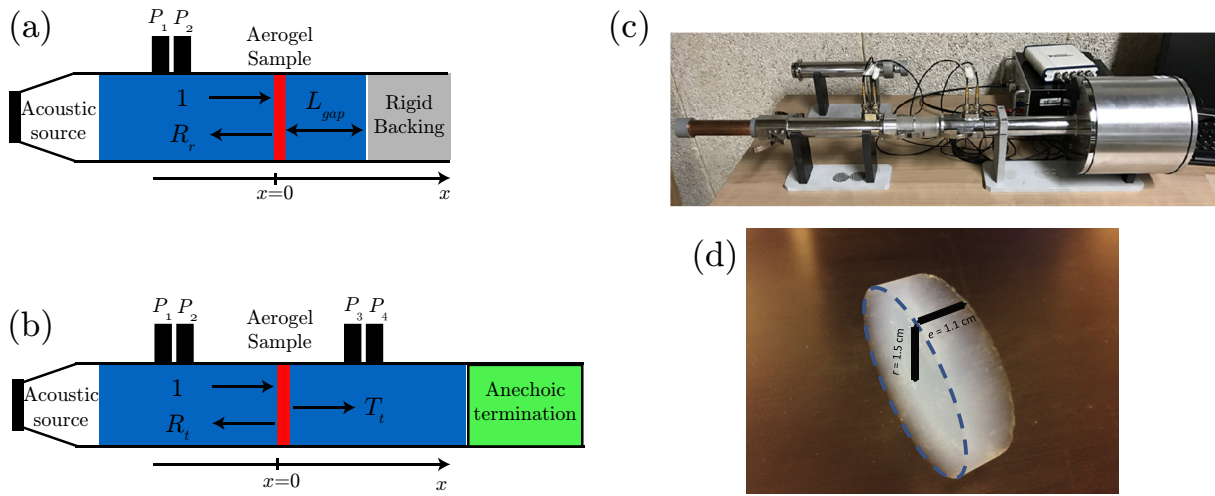 (a)
P₁ P₂
Aerogel
Sample
Acoustic
source
1
Rᵣ
L_gap
Rigid
Backing
x=0
x
(b)
P₁ P₂
Aerogel
Sample
P₃ P₄
Acoustic
source
1
Rₜ
Tₜ
Anechoic
termination
x=0
x
(c)
(d)
r = 1.5 cm
e = 1.1 cm